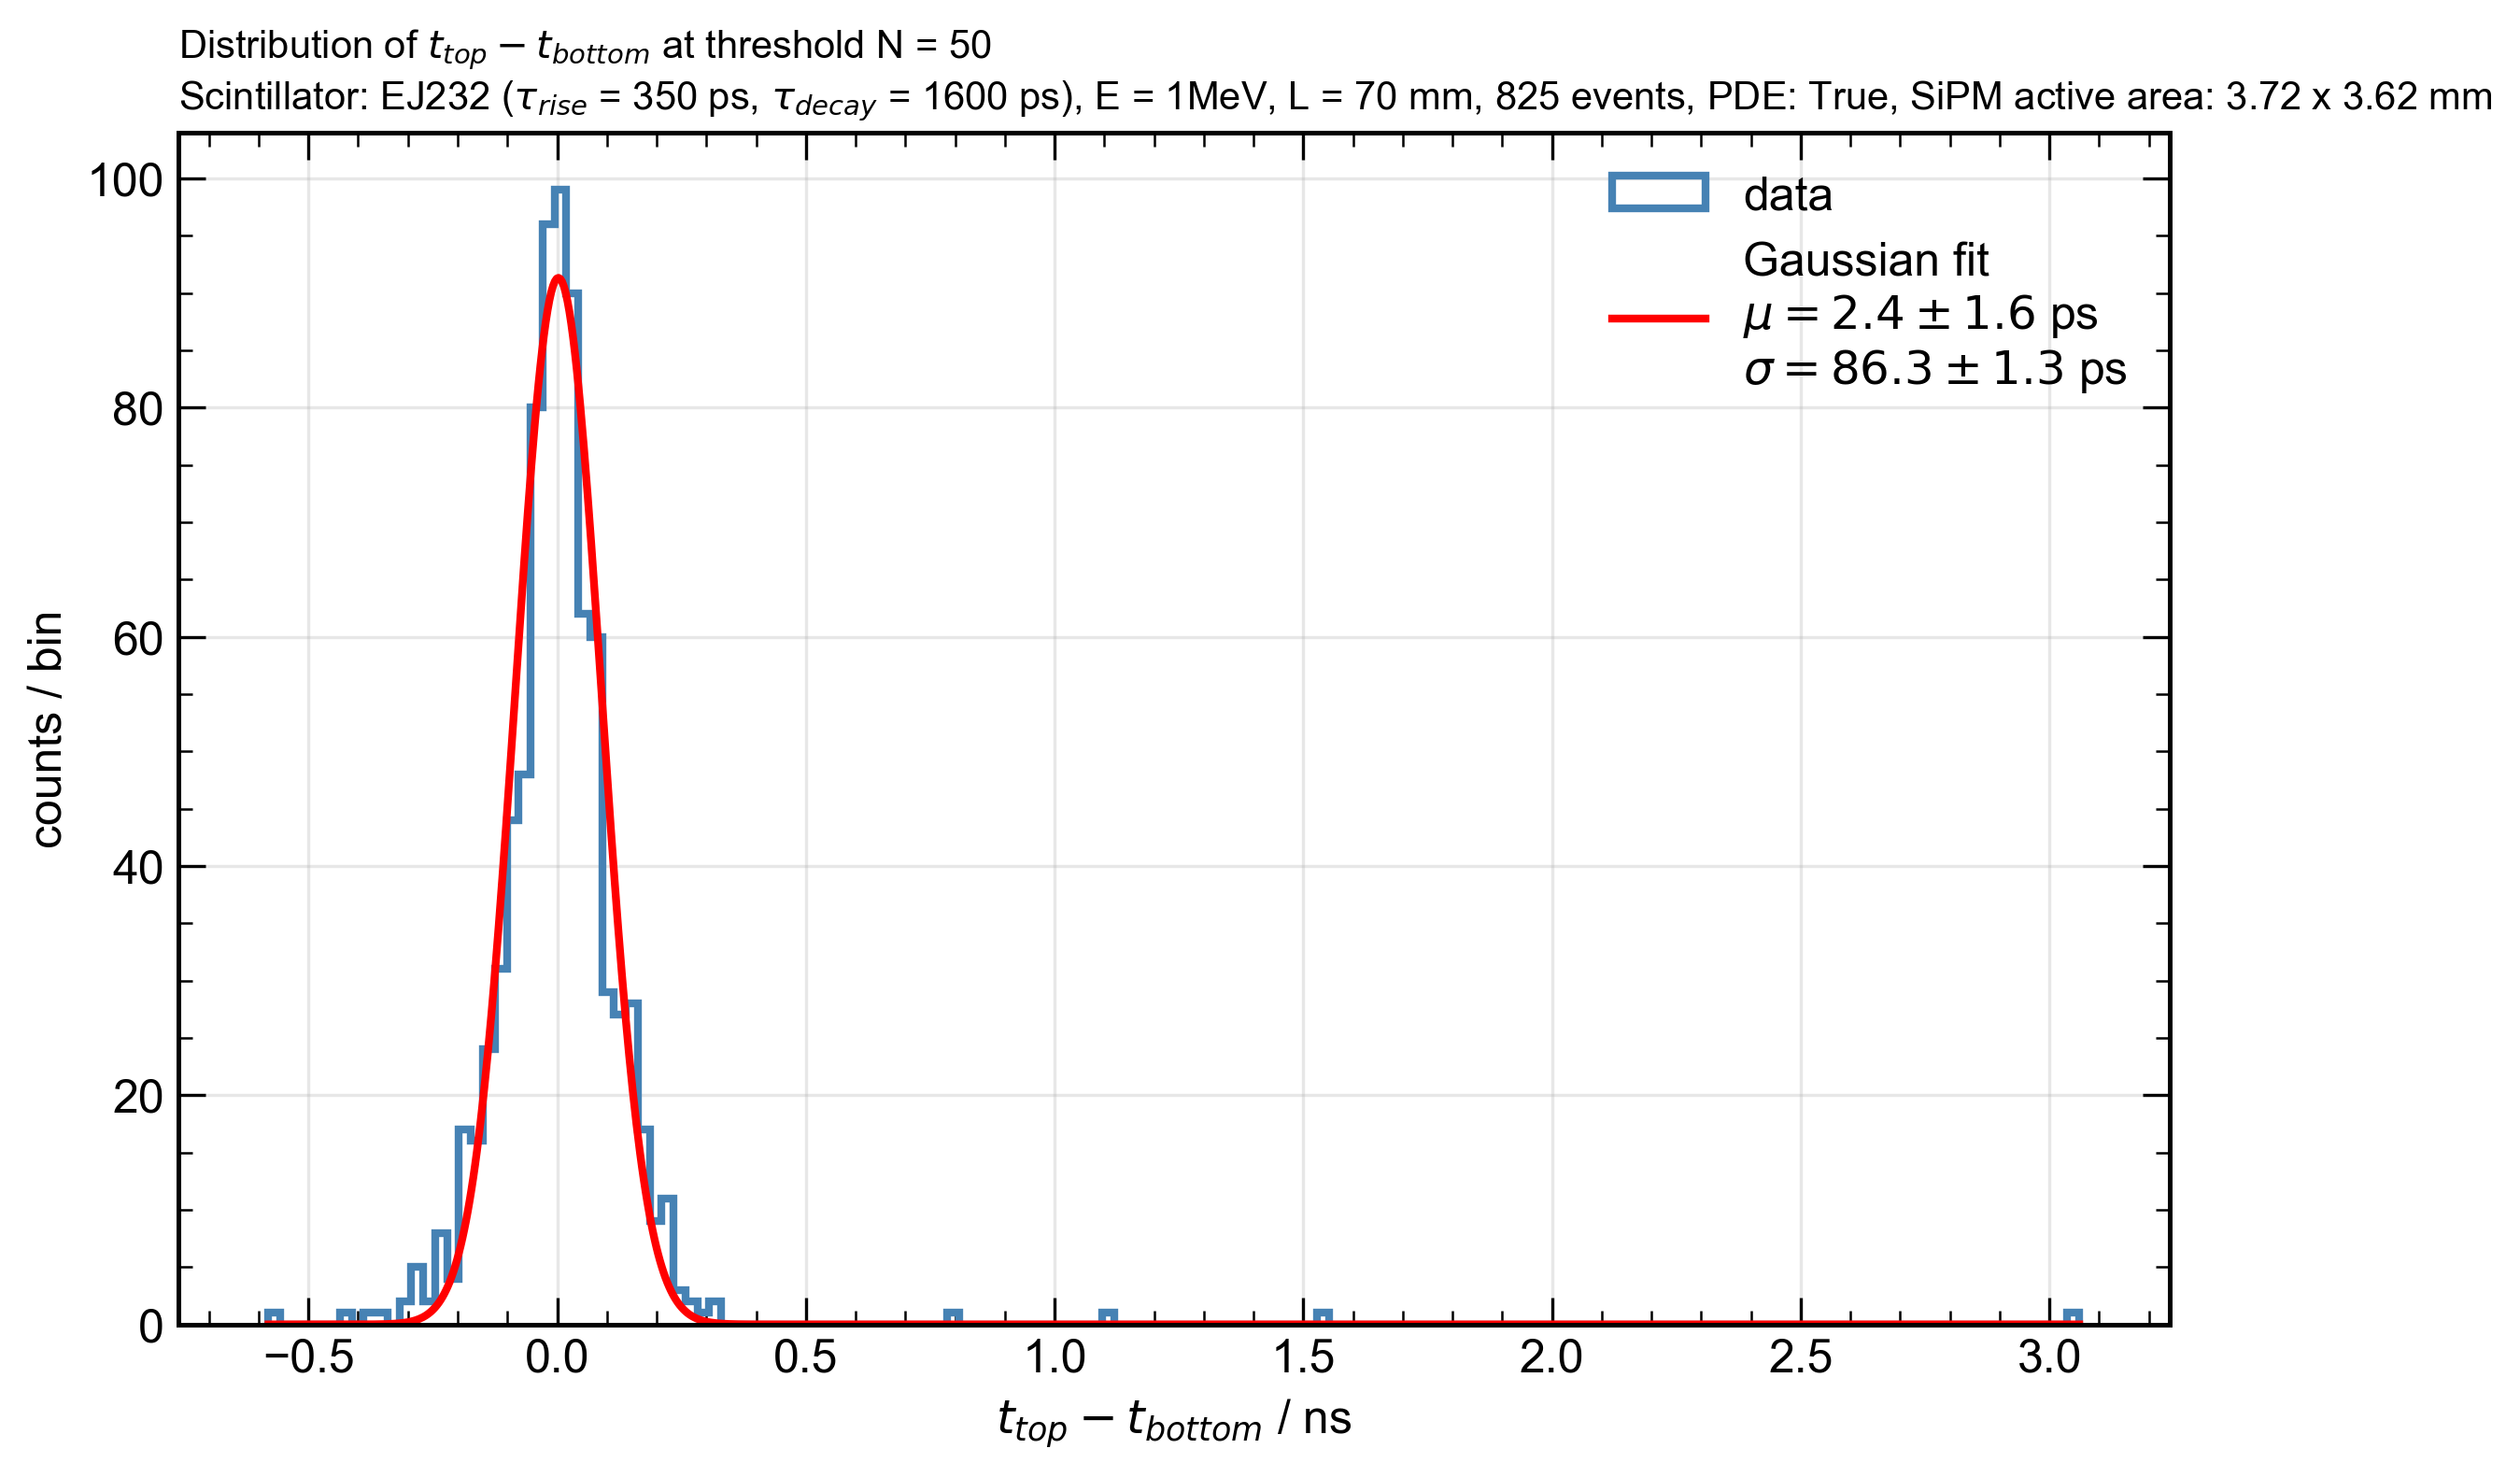 Distribution of t_top − t_bottom at threshold N = 50
Scintillator: EJ232 (τ_rise = 350 ps, τ_decay = 1600 ps), E = 1MeV, L = 70 mm, 825 events, PDE: True, SiPM active area: 3.72 x 3.62 mm
data
Gaussian fit
μ = 2.4 ± 1.6 ps
σ = 86.3 ± 1.3 ps
counts / bin
100
80
60
40
20
0
−0.5 0.0 0.5 1.0 1.5 2.0 2.5 3.0
t_top − t_bottom / ns